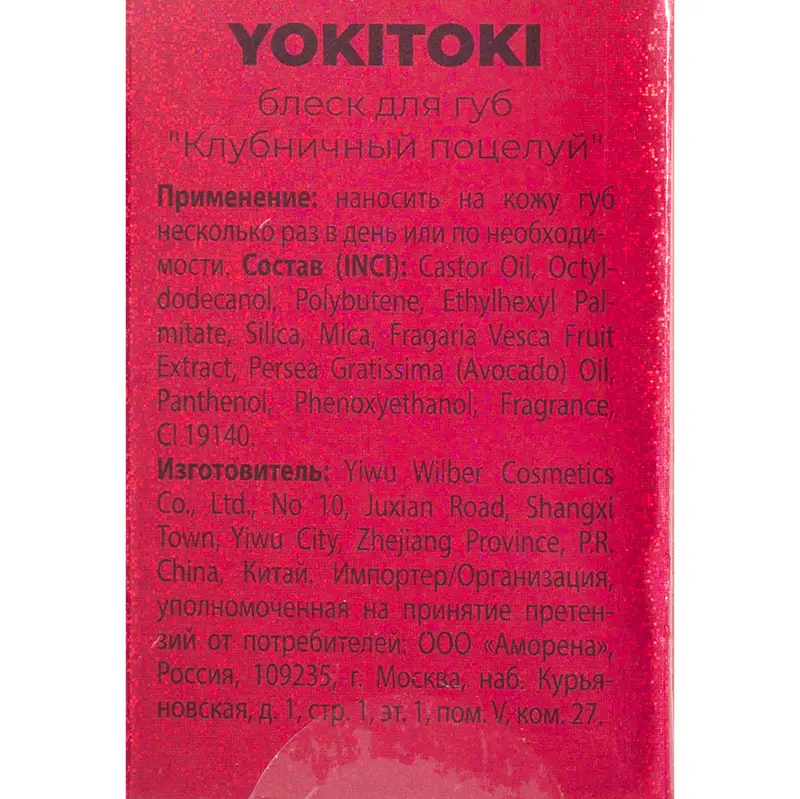 YOKITOKI
блеск для губ
"Клубничный поцелуй"
Применение: наносить на кожу губ
несколько раз в день или по необходи-
мости. Состав (INCI): Castor Oil, Octyl-
dodecanol, Polybutene, Ethylhexyl Pal-
mitate, Silica, Mica, Fragaria Vesca Fruit
Extract, Persea Gratissima (Avocado) Oil,
Panthenol, Phenoxyethanol, Fragrance,
CI 19140.
Изготовитель: Yiwu Wilber Cosmetics
Co., Ltd., No 10, Juxian Road, Shangxi
Town, Yiwu City, Zhejiang Province, P.R.
China, Китай. Импортер/Организация,
уполномоченная на принятие претен-
зий от потребителей: ООО «Аморена»,
Россия, 109235, г. Москва, наб. Курья-
новская, д. 1, стр. 1, эт. 1, пом. V, ком. 27.